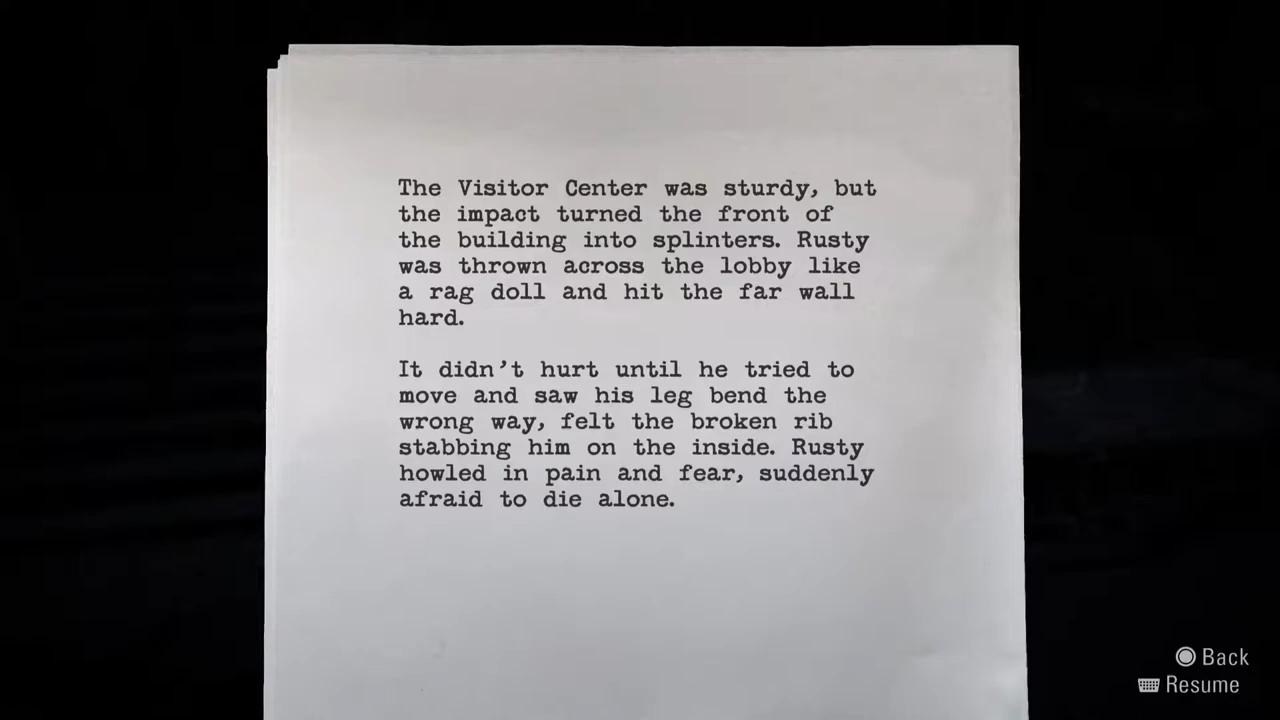 The Visitor Center was sturdy, but
the impact turned the front of
the building into splinters. Rusty
was thrown across the lobby like
a rag doll and hit the far wall
hard.
It didn't hurt until he tried to
move and saw his leg bend the
wrong way, felt the broken rib
stabbing him on the inside. Rusty
howled in pain and fear, suddenly
afraid to die alone.
Back
Resume